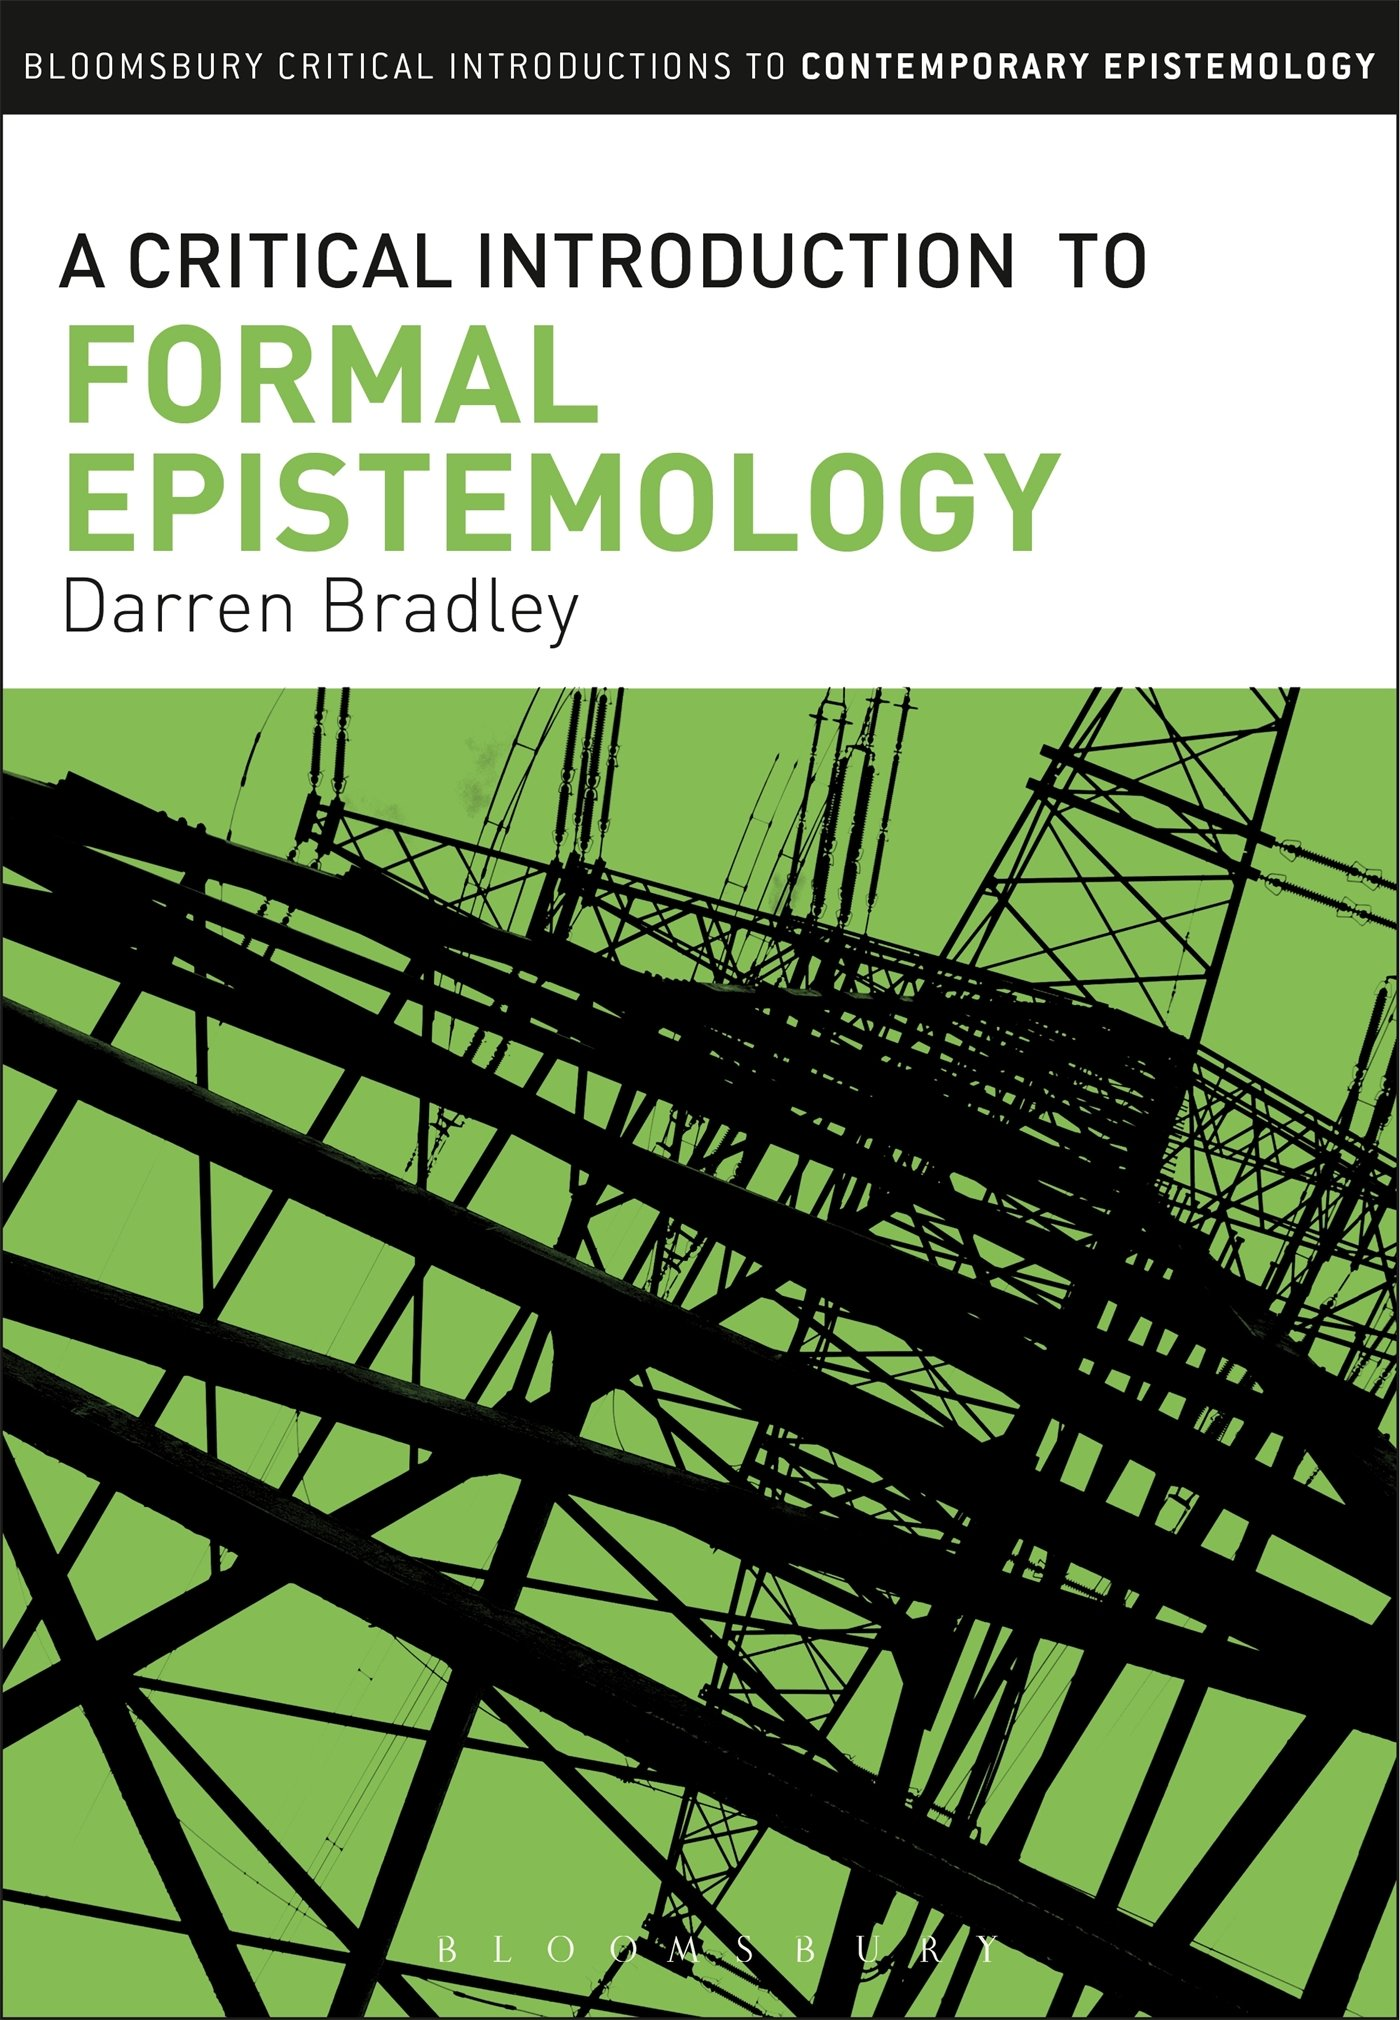 BLOOMSBURY CRITICAL INTRODUCTIONS TO CONTEMPORARY EPISTEMOLOGY
A CRITICAL INTRODUCTION TO
FORMAL
EPISTEMOLOGY
Darren Bradley
BLOOMSBURY